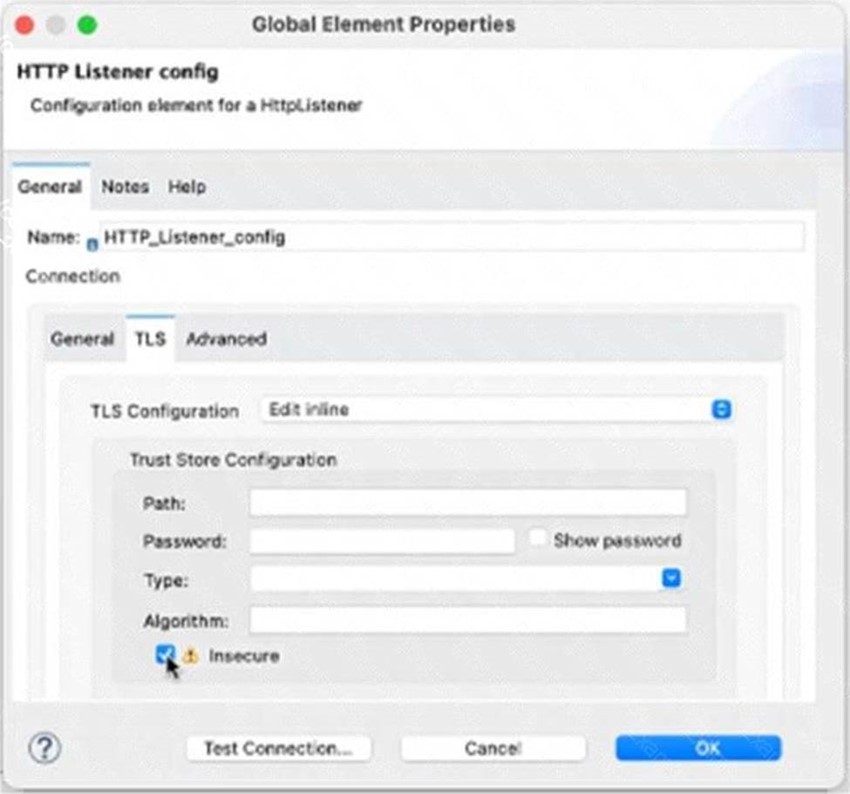 Global Element Properties
HTTP Listener config
Configuration element for a HttpListener
General Notes Help
Name: HTTP_Listener_config
Connection
General TLS Advanced
TLS Configuration Edit inline
Trust Store Configuration
Path:
Password: Show password
Type:
Algorithm:
Insecure
? Test Connection... Cancel OK